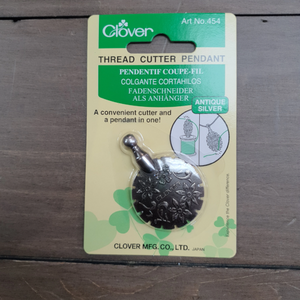 Art No.454
Clover
THREAD CUTTER PENDANT
PENDENTIF COUPE-FIL
COLGANTE CORTAHILOS
FADENSCHNEIDER
ALS ANHÄNGER
ANTIQUE
SILVER
A convenient cutter and
a pendant in one!
CLOVER MFG. CO., LTD.
JAPAN